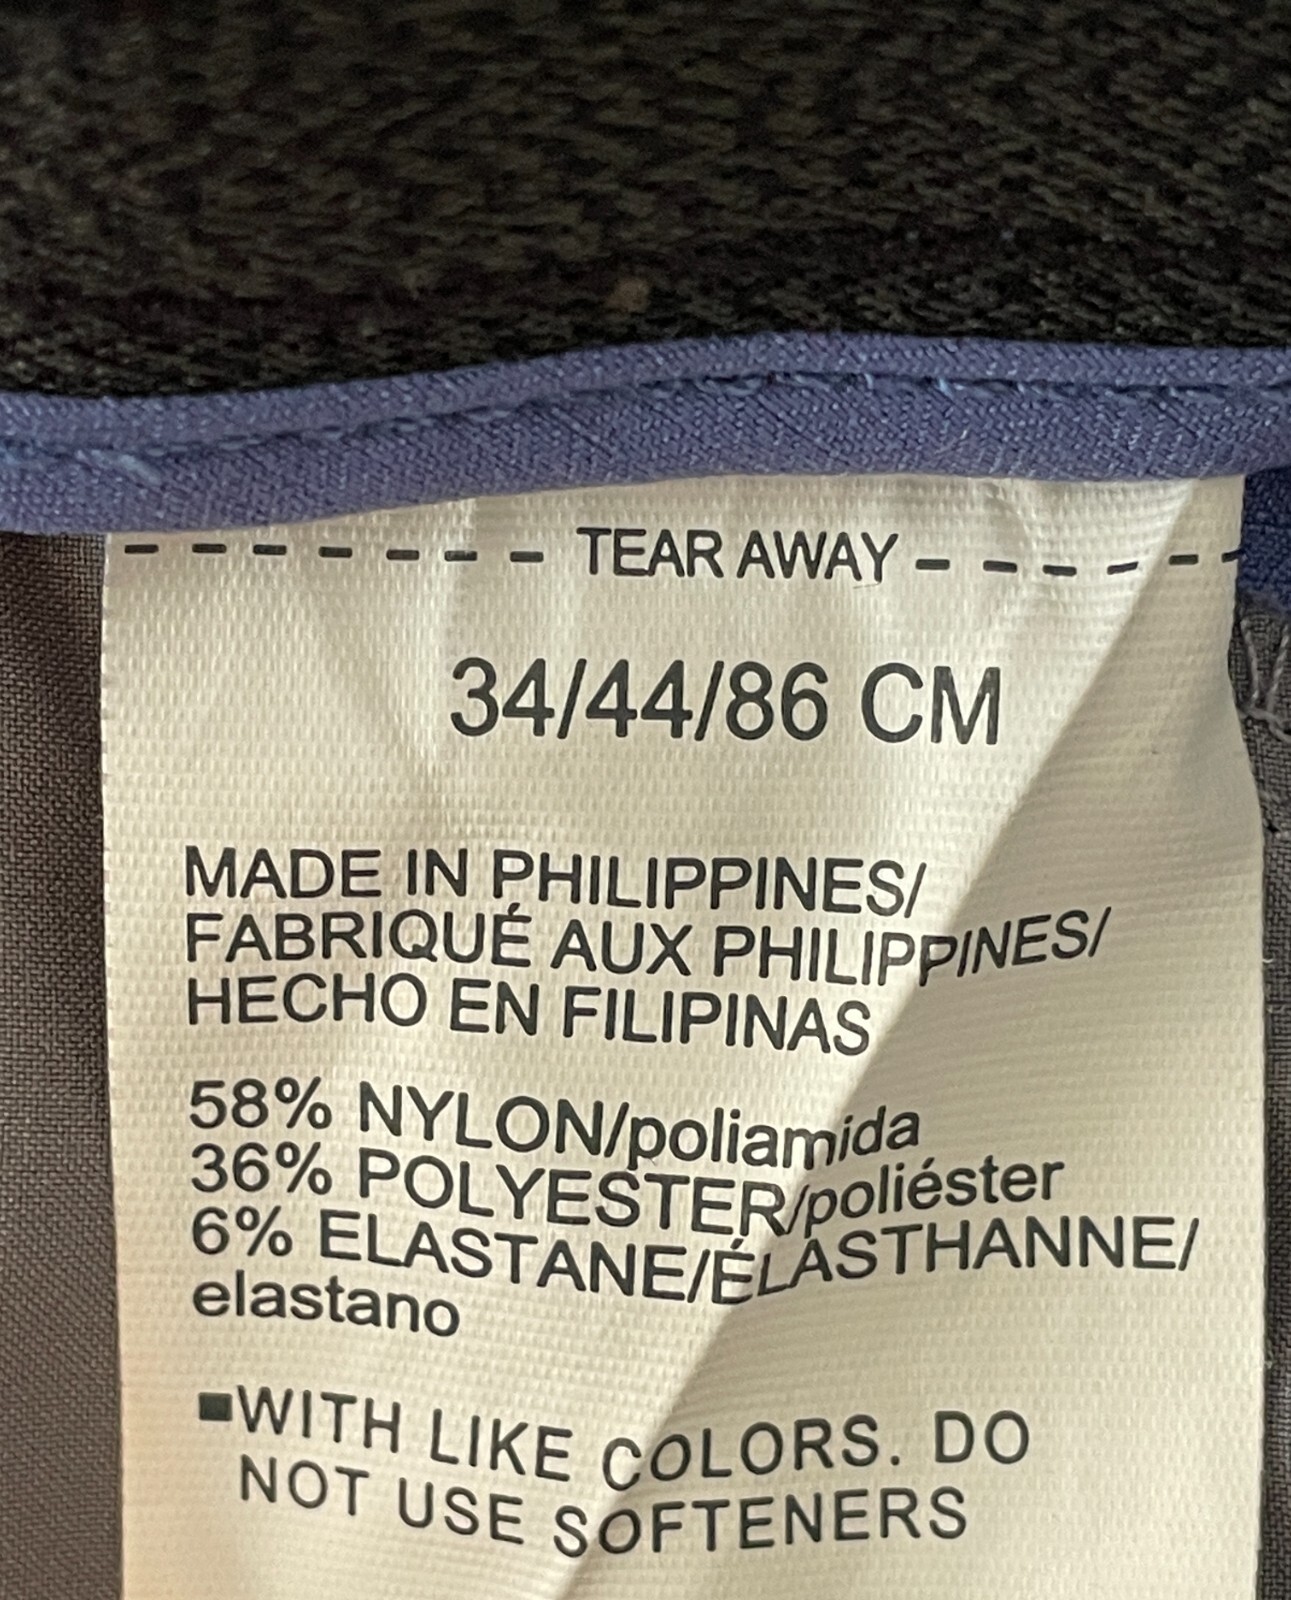 - - - - - - - TEAR AWAY - - - - - -
34/44/86 CM
MADE IN PHILIPPINES/
FABRIQUÉ AUX PHILIPPINES/
HECHO EN FILIPINAS
58% NYLON/poliamida
36% POLYESTER/poliéster
6% ELASTANE/ÉLASTHANNE/
elastano
▪WITH LIKE COLORS. DO
NOT USE SOFTENERS